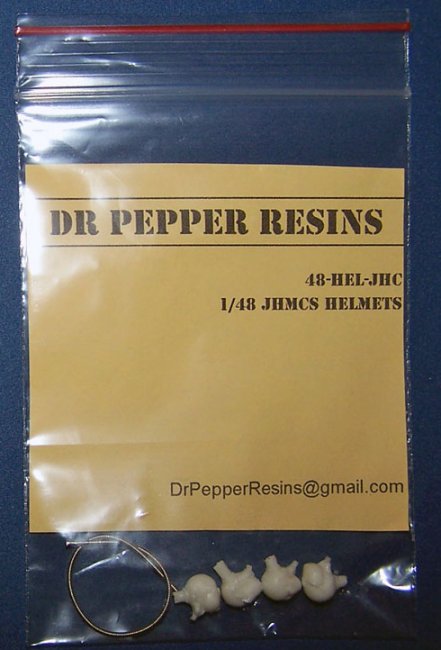 DR PEPPER RESINS
48-HEL-JHC
1/48 JHMCS HELMETS
DrPepperResins@gmail.com